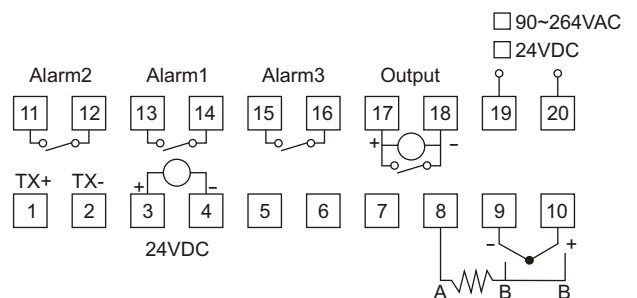 □ 90~264VAC
□ 24VDC
Alarm2 Alarm1 Alarm3 Output
11 12 13 14 15 16 17 18 19 20
+ −
TX+ TX- + −
1 2 3 4 5 6 7 8 9 10
24VDC − +
A B B